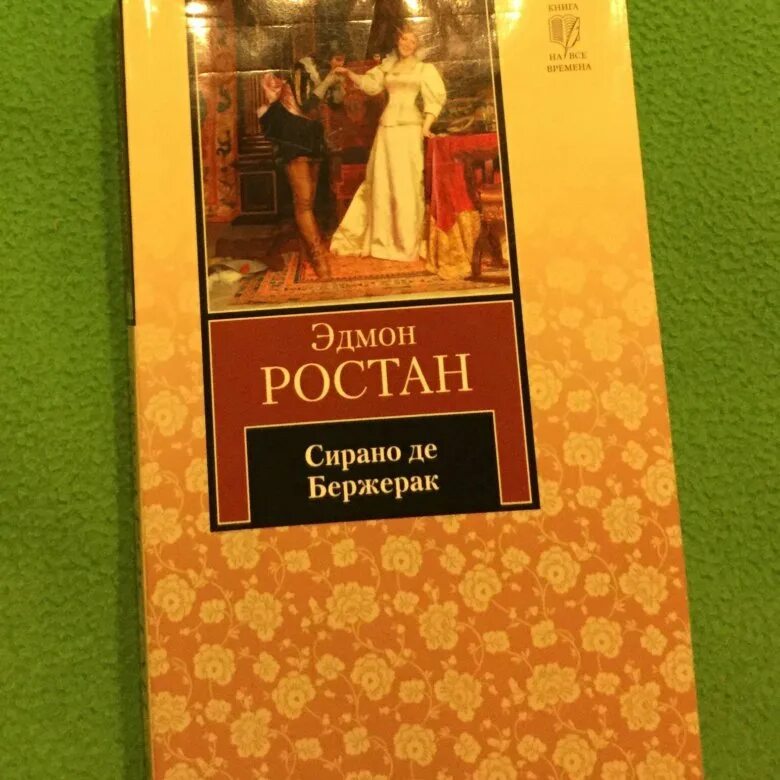 КНИГА
НА ВСЕ
ВРЕМЕНА
Эдмон
РОСТАН
Сирано де
Бержерак